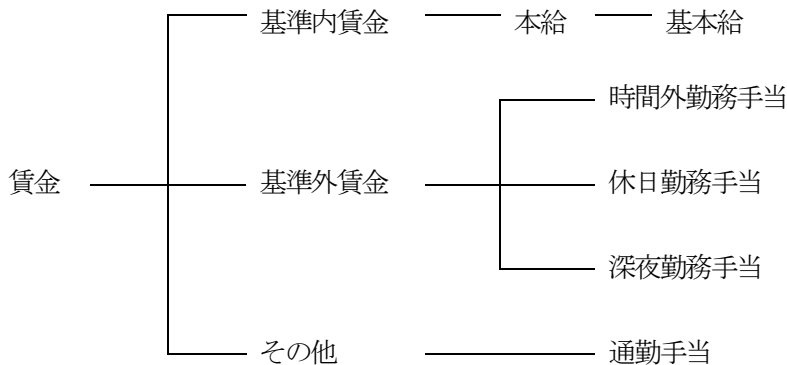 基準内賃金 本給 基本給
時間外勤務手当
賃金 基準外賃金 休日勤務手当
深夜勤務手当
その他 通勤手当